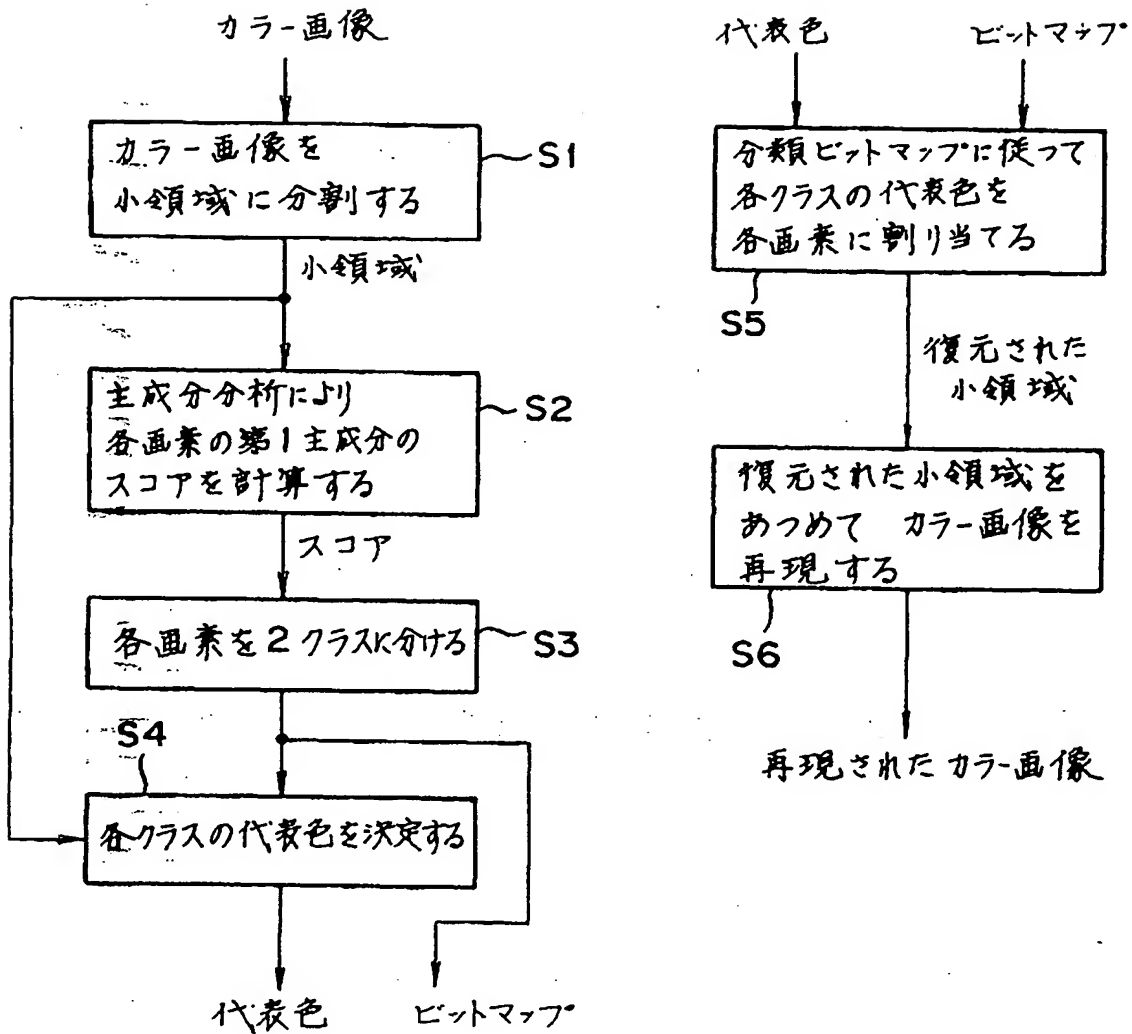 カラー画像
カラー画像を
小領域に分割する
S1
小領域
主成分分析により
各画素の第1主成分の
スコアを計算する
S2
スコア
各画素を2クラスに分ける
S3
S4
各クラスの代表色を決定する
代表色
ビットマップ
代表色
ビットマップ
分類ビットマップに従って
各クラスの代表色を
各画素に割り当てる
S5
復元された
小領域
復元された小領域を
あつめて カラー画像を
再現する
S6
再現されたカラー画像